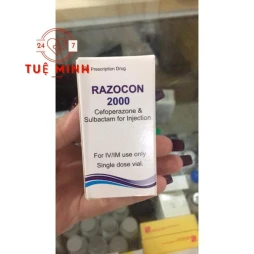 24 7
TUỆ MINH
Prescription Drug
RAZOCON
2000
Cefoperazone &
Sulbactam for Injection
For IV/IM use only
Single dose vial.